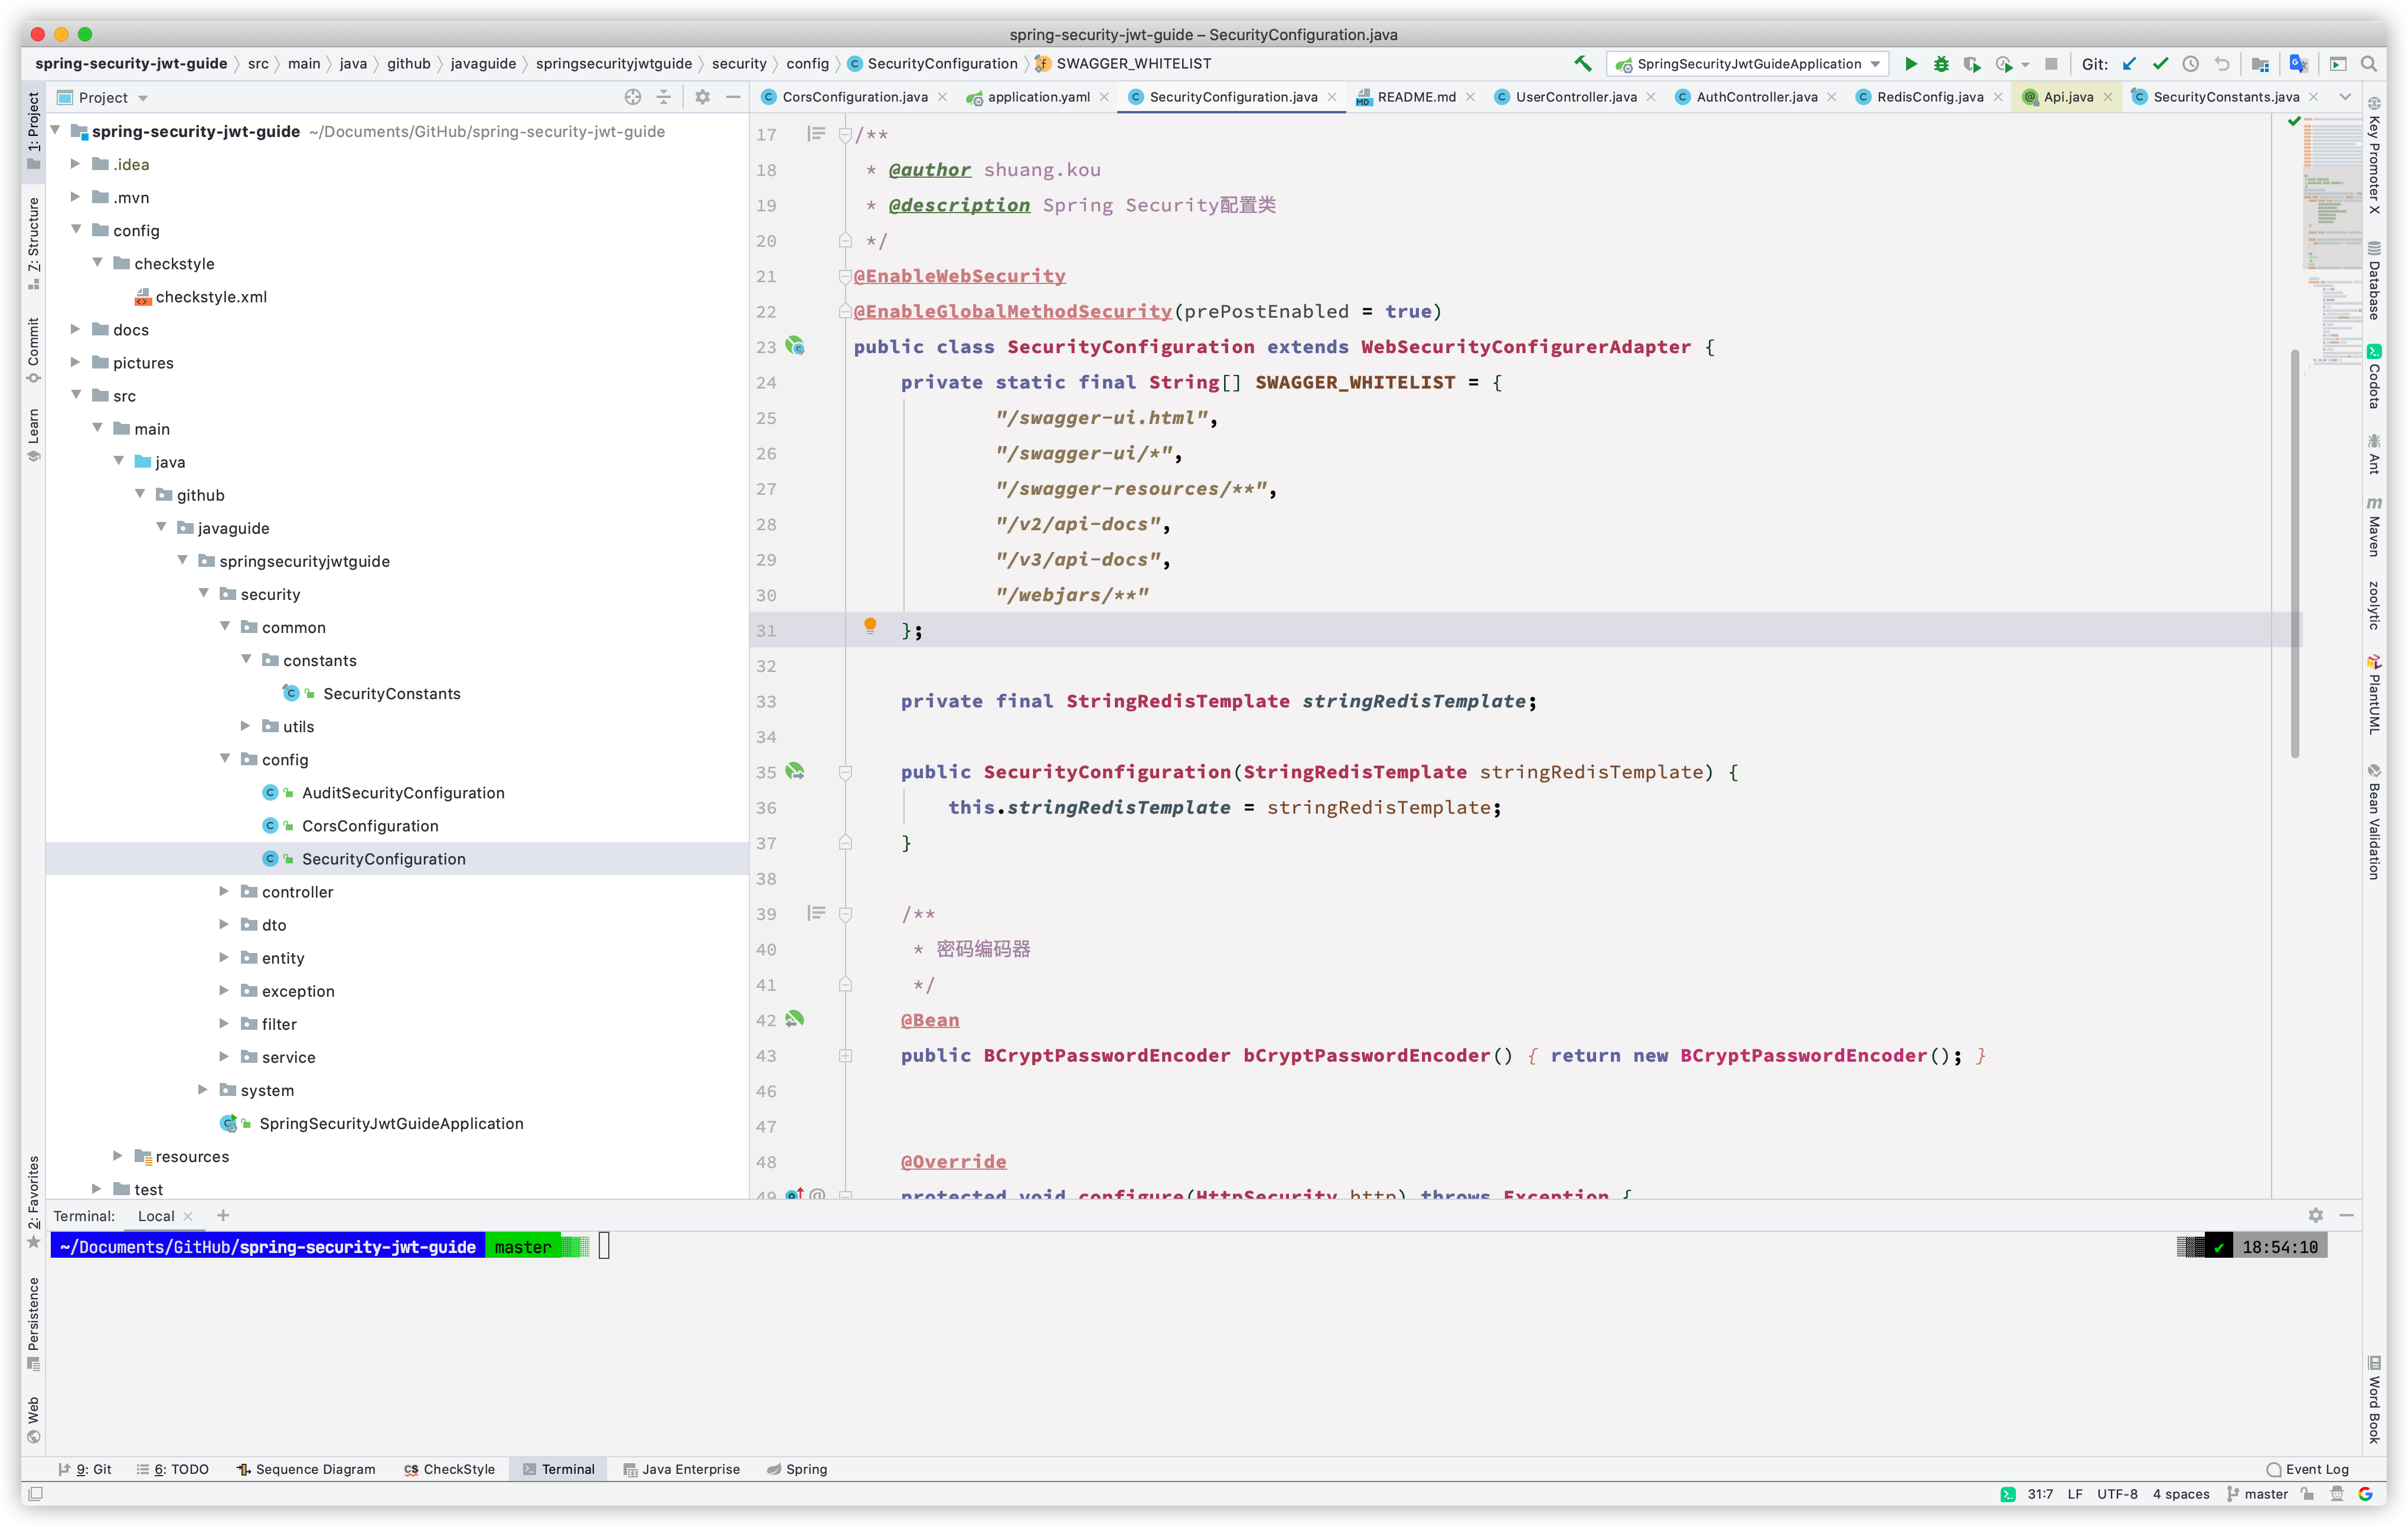 spring-security-jwt-guide – SecurityConfiguration.java
spring-security-jwt-guide src main java github javaguide springsecurityjwtguide security config SecurityConfiguration SWAGGER_WHITELIST
SpringSecurityJwtGuideApplication
Git:
Project
CorsConfiguration.java
application.yaml
SecurityConfiguration.java
README.md
UserController.java
AuthController.java
RedisConfig.java
Api.java
SecurityConstants.java
1: Project
7: Structure
Commit
Learn
2: Favorites
Persistence
Web
spring-security-jwt-guide ~/Documents/GitHub/spring-security-jwt-guide
.idea
.mvn
config
checkstyle
checkstyle.xml
docs
pictures
src
main
java
github
javaguide
springsecurityjwtguide
security
common
constants
SecurityConstants
utils
config
AuditSecurityConfiguration
CorsConfiguration
SecurityConfiguration
controller
dto
entity
exception
filter
service
system
SpringSecurityJwtGuideApplication
resources
test
17 /**
18 * @author shuang.kou
19 * @description Spring Security配置类
20 */
21 @EnableWebSecurity
22 @EnableGlobalMethodSecurity(prePostEnabled = true)
23 public class SecurityConfiguration extends WebSecurityConfigurerAdapter {
24 private static final String[] SWAGGER_WHITELIST = {
25 "/swagger-ui.html",
26 "/swagger-ui/*",
27 "/swagger-resources/**",
28 "/v2/api-docs",
29 "/v3/api-docs",
30 "/webjars/**"
31 };
32
33 private final StringRedisTemplate stringRedisTemplate;
34
35 public SecurityConfiguration(StringRedisTemplate stringRedisTemplate) {
36 this.stringRedisTemplate = stringRedisTemplate;
37 }
38
39 /**
40 * 密码编码器
41 */
42 @Bean
43 public BCryptPasswordEncoder bCryptPasswordEncoder() { return new BCryptPasswordEncoder(); }
46
47
48 @Override
49 protected void configure(HttpSecurity http) throws Exception {
Key Promoter X
Database
Codota
Ant
Maven
zoolytic
PlantUML
Bean Validation
Word Book
Terminal: Local
~/Documents/GitHub/spring-security-jwt-guide master
✔ 18:54:10
9: Git
6: TODO
Sequence Diagram
CheckStyle
Terminal
Java Enterprise
Spring
Event Log
31:7 LF UTF-8 4 spaces master